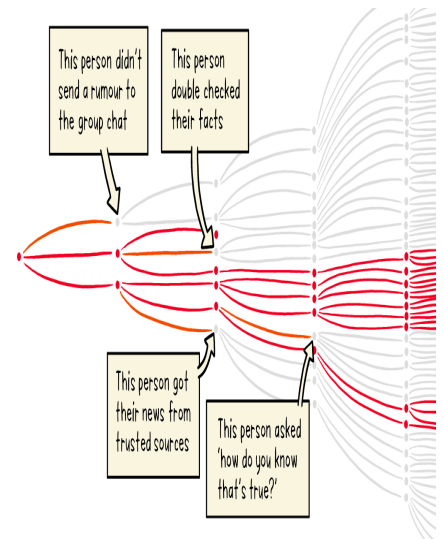 This person didn't
send a rumour to
the group chat
This person
double checked
their facts
This person got
their news from
trusted sources
This person asked
'how do you know
that's true?'